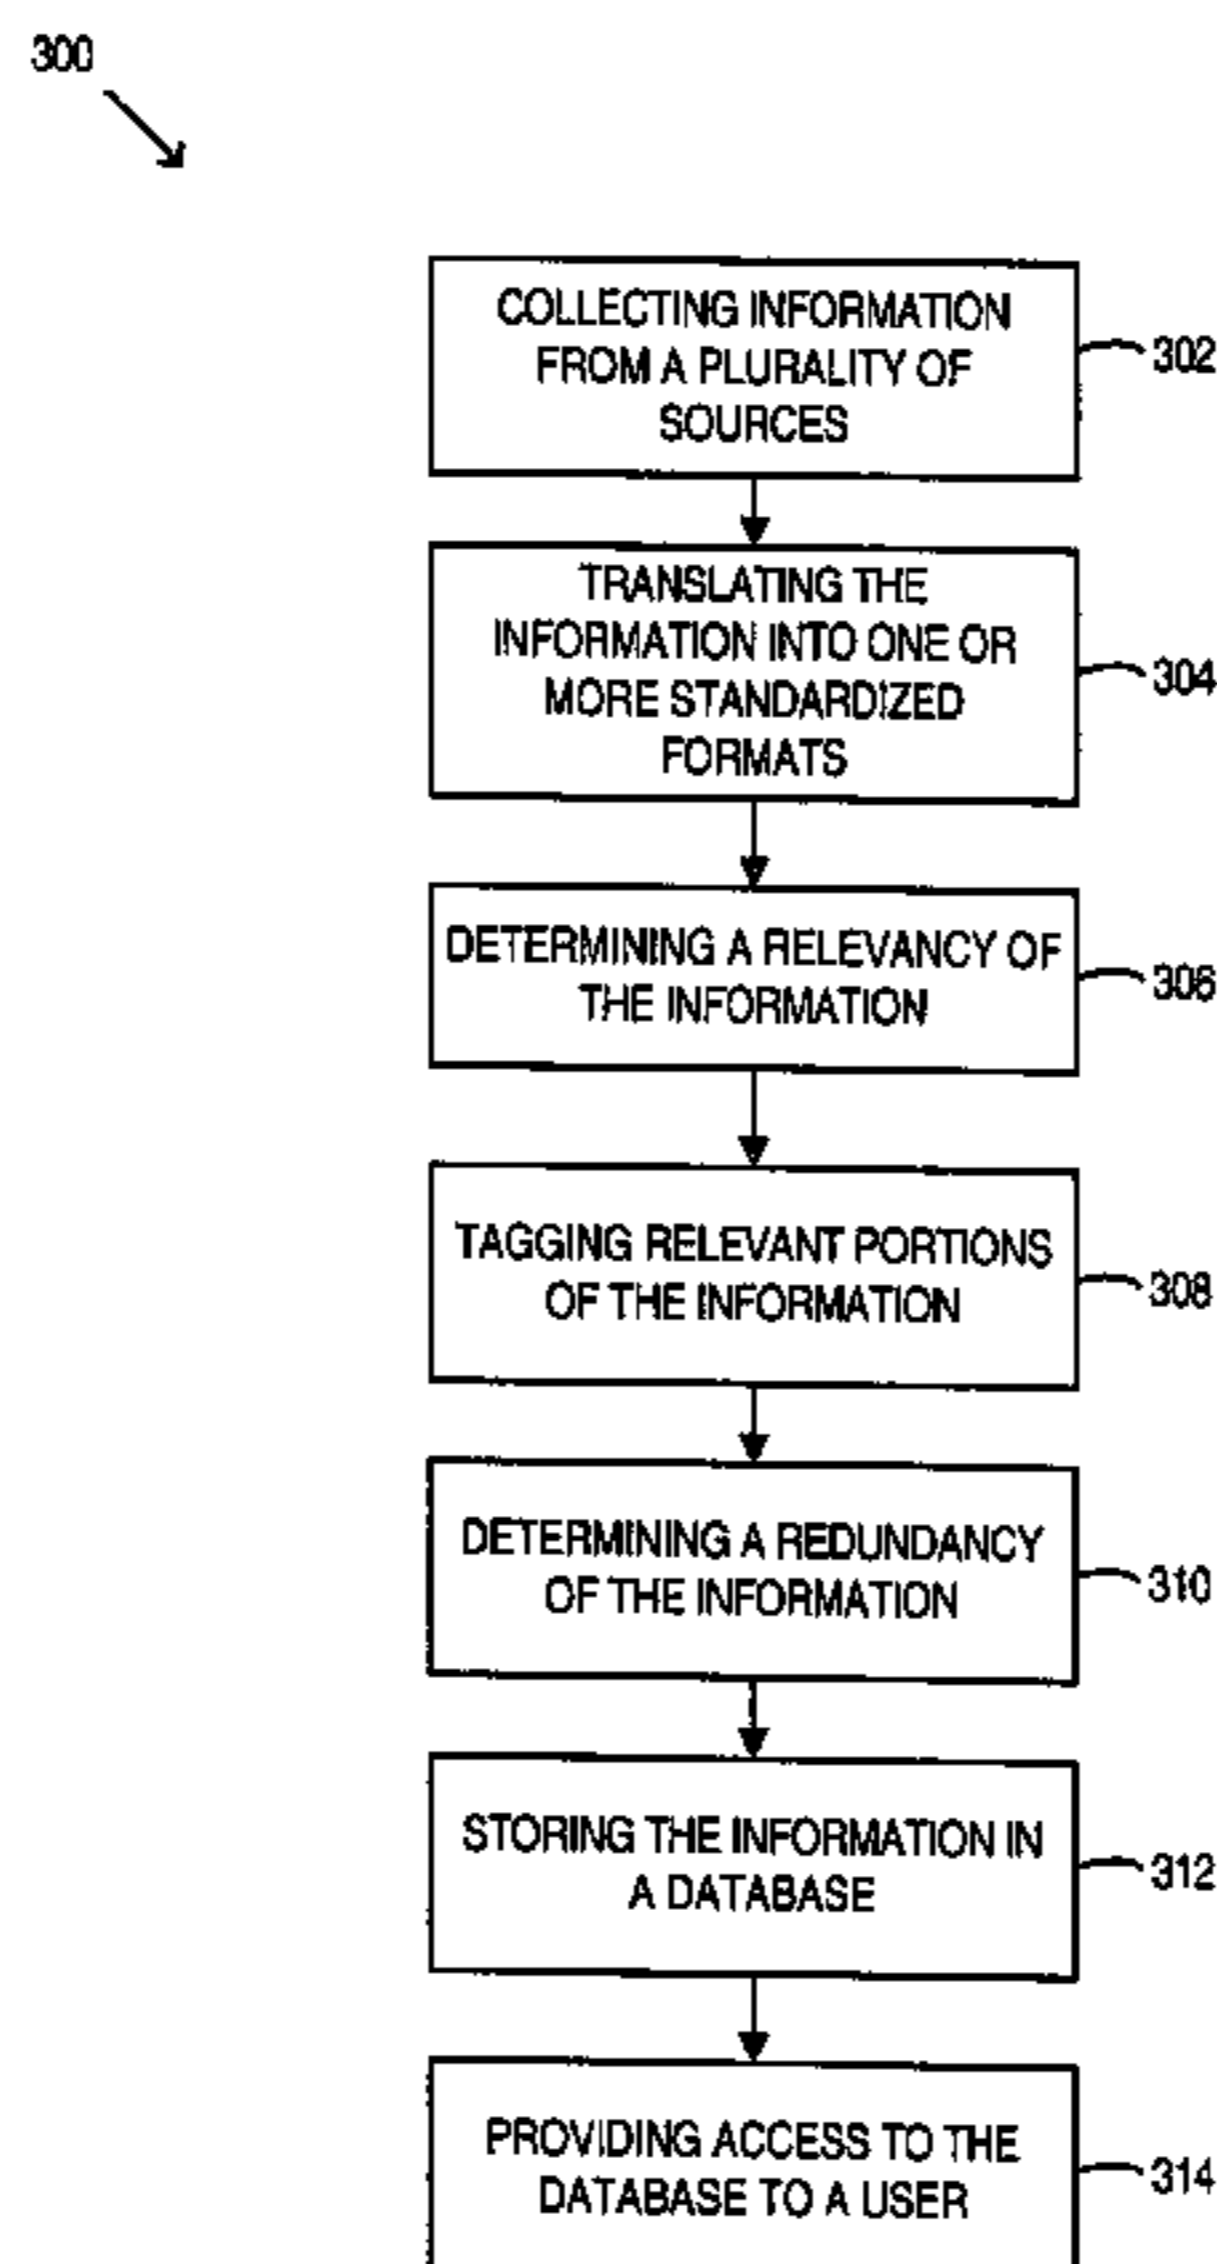 300
COLLECTING INFORMATION
FROM A PLURALITY OF
SOURCES
302
TRANSLATING THE
INFORMATION INTO ONE OR
MORE STANDARDIZED
FORMATS
304
DETERMINING A RELEVANCY OF
THE INFORMATION
306
TAGGING RELEVANT PORTIONS
OF THE INFORMATION
308
DETERMINING A REDUNDANCY
OF THE INFORMATION
310
STORING THE INFORMATION IN
A DATABASE
312
PROVIDING ACCESS TO THE
DATABASE TO A USER
314